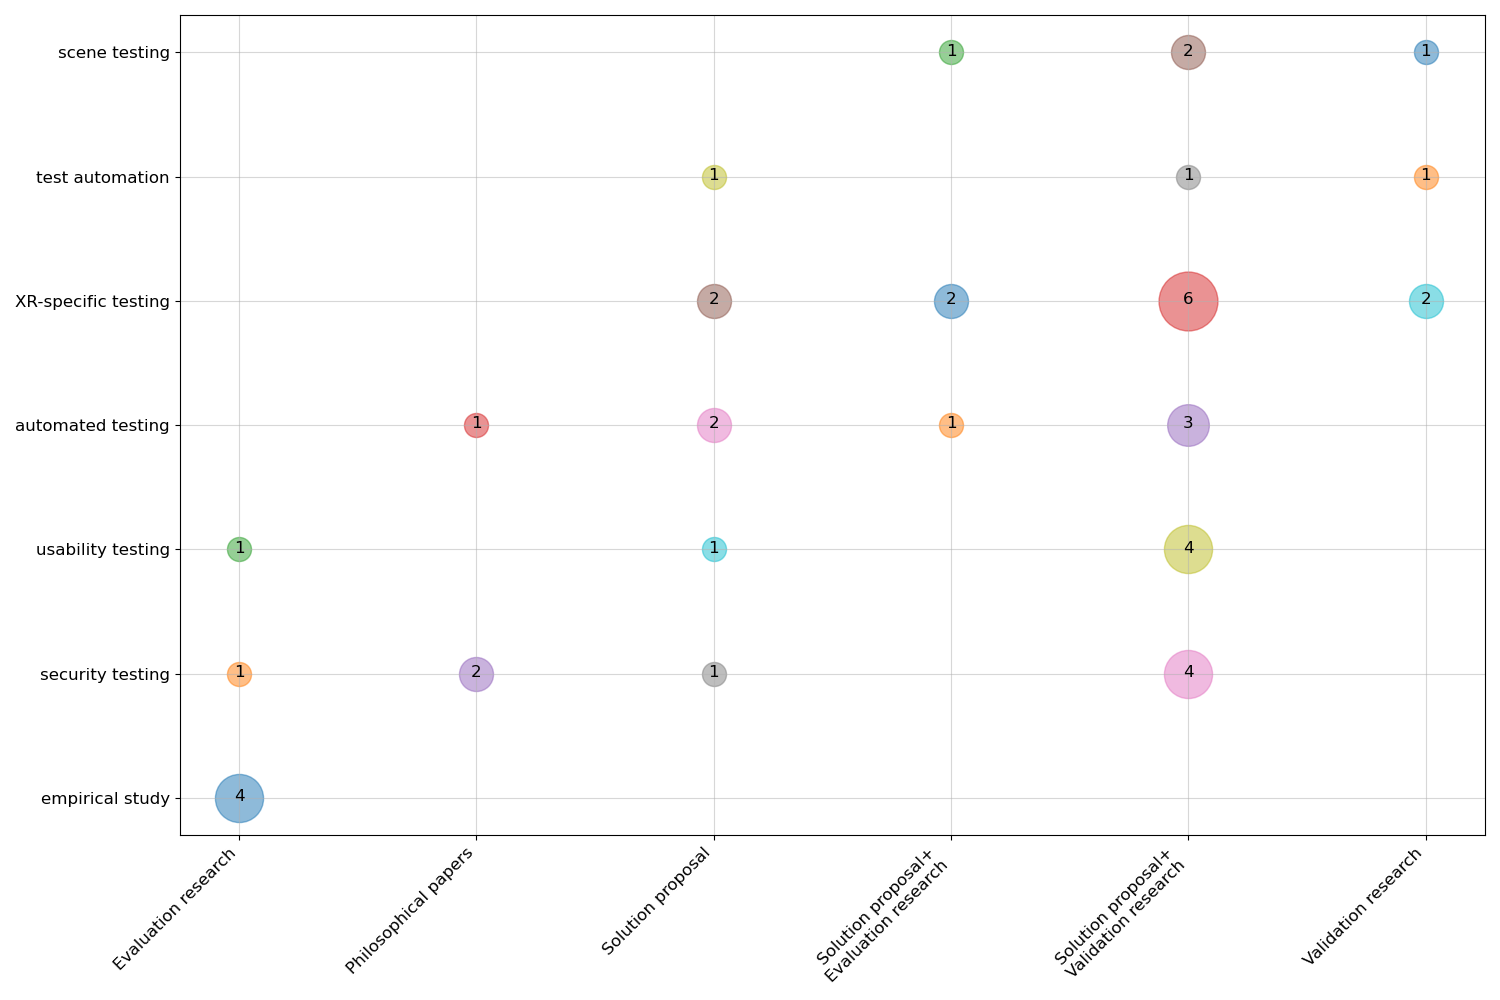 scene testing
1
2
1
test automation
1
1
1
XR-specific testing
2
2
6
2
automated testing
1
2
1
3
usability testing
1
1
4
security testing
1
2
1
4
empirical study
4
Evaluation research
Philosophical papers
Solution proposal
Solution proposal+
Evaluation research
Solution proposal+
Validation research
Validation research